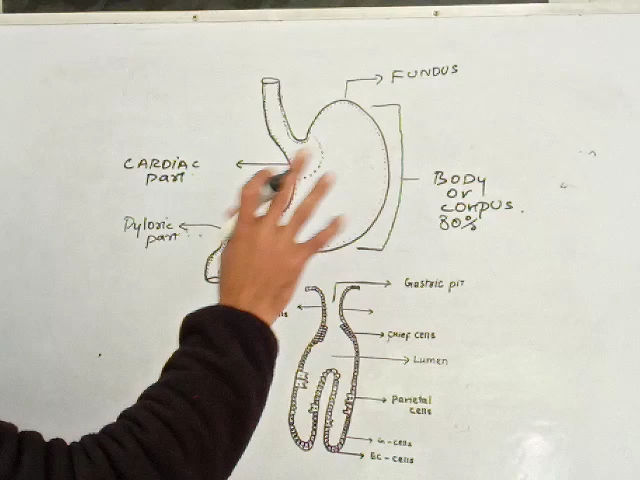 FUNDUS
CARDIAC
part
BODY
or
corpus.
80%
Pyloric
part
Gastric pit
chief cells
Lumen
Parietal
cells
G-cells
EC-cells